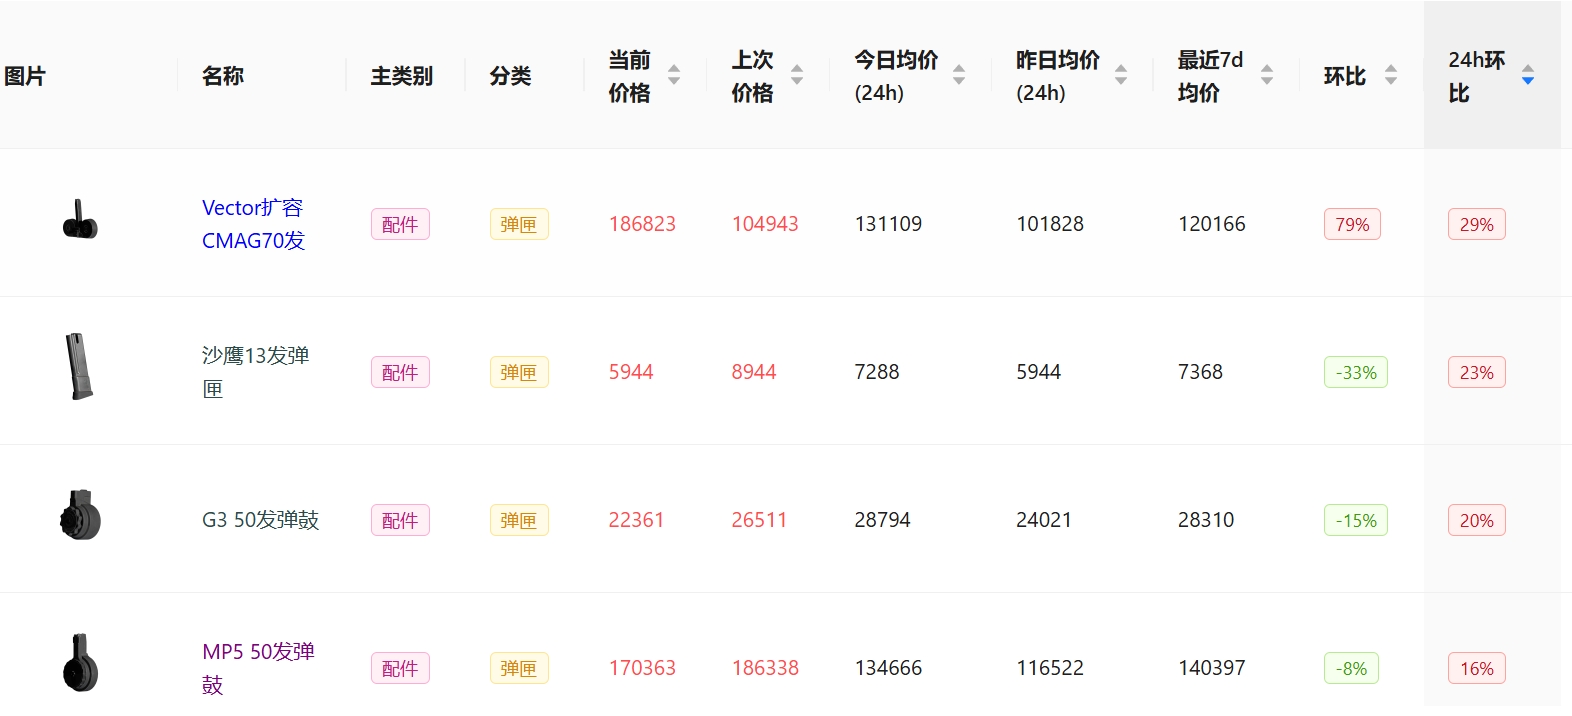 图片 名称 主类别 分类 当前价格 上次价格 今日均价(24h) 昨日均价(24h) 最近7d均价 环比 24h环比
Vector扩容CMAG70发 配件 弹匣 186823 104943 131109 101828 120166 79% 29%
沙鹰13发弹匣 配件 弹匣 5944 8944 7288 5944 7368 -33% 23%
G3 50发弹鼓 配件 弹匣 22361 26511 28794 24021 28310 -15% 20%
MP5 50发弹鼓 配件 弹匣 170363 186338 134666 116522 140397 -8% 16%